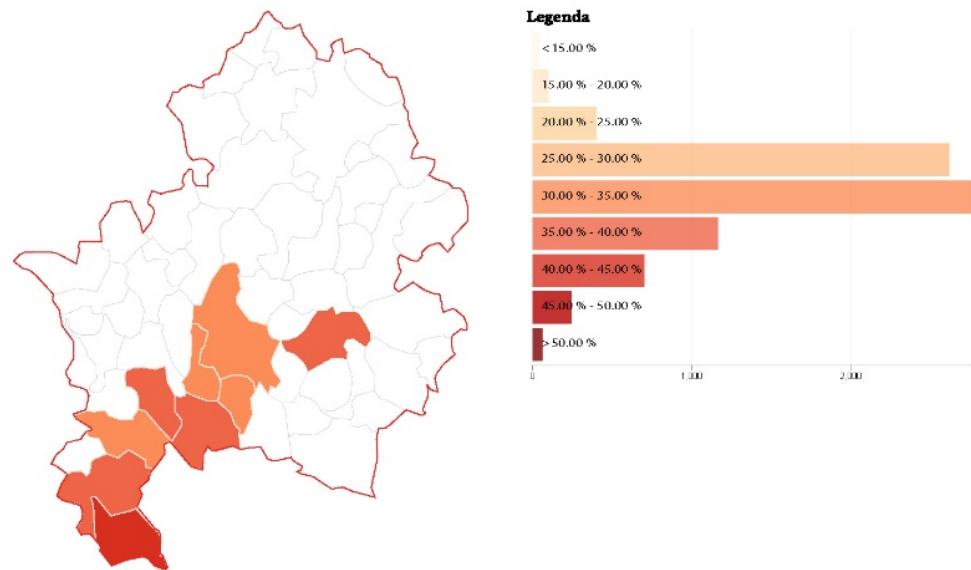 Legenda
< 15.00 %
15.00 % - 20.00 %
20.00 % - 25.00 %
25.00 % - 30.00 %
30.00 % - 35.00 %
35.00 % - 40.00 %
40.00 % - 45.00 %
45.00 % - 50.00 %
> 50.00 %
0 1.000 2.000